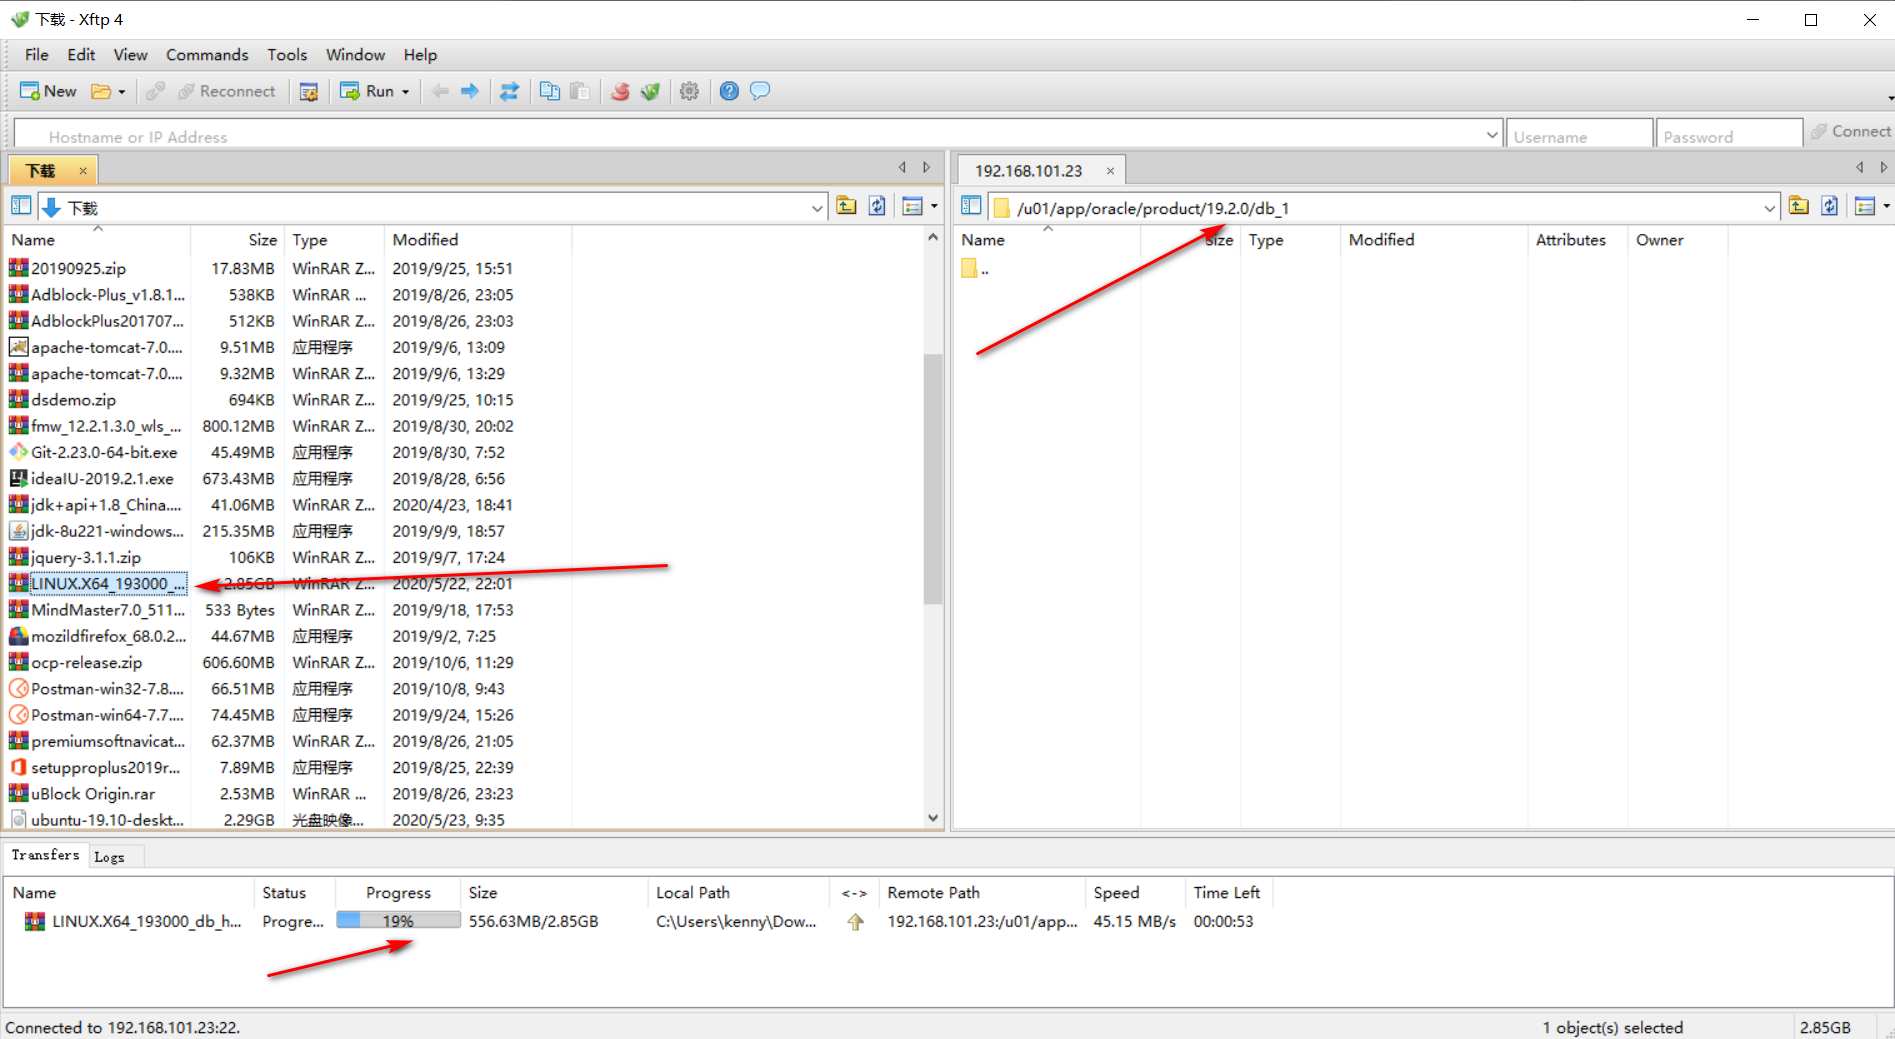 下载 - Xftp 4
File Edit View Commands Tools Window Help
New Reconnect Run
Hostname or IP Address Username Password Connect
下载 ×
下载
Name Size Type Modified
20190925.zip 17.83MB WinRAR Z... 2019/9/25, 15:51
Adblock-Plus_v1.8.1... 538KB WinRAR ... 2019/8/26, 23:05
AdblockPlus201707... 512KB WinRAR Z... 2019/8/26, 23:03
apache-tomcat-7.0.... 9.51MB 应用程序 2019/9/6, 13:09
apache-tomcat-7.0.... 9.32MB WinRAR Z... 2019/9/6, 13:29
dsdemo.zip 694KB WinRAR Z... 2019/9/25, 10:15
fmw_12.2.1.3.0_wls_... 800.12MB WinRAR Z... 2019/8/30, 20:02
Git-2.23.0-64-bit.exe 45.49MB 应用程序 2019/8/30, 7:52
ideaIU-2019.2.1.exe 673.43MB 应用程序 2019/8/28, 6:56
jdk+api+1.8_China.... 41.06MB WinRAR Z... 2020/4/23, 18:41
jdk-8u221-windows... 215.35MB 应用程序 2019/9/9, 18:57
jquery-3.1.1.zip 106KB WinRAR Z... 2019/9/7, 17:24
LINUX.X64_193000_... 2.85GB WinRAR Z... 2020/5/22, 22:01
MindMaster7.0_511... 533 Bytes WinRAR Z... 2019/9/18, 17:53
mozildfirefox_68.0.2... 44.67MB 应用程序 2019/9/2, 7:25
ocp-release.zip 606.60MB WinRAR Z... 2019/10/6, 11:29
Postman-win32-7.8.... 66.51MB 应用程序 2019/10/8, 9:43
Postman-win64-7.7.... 74.45MB 应用程序 2019/9/24, 15:26
premiumsoftnavicat... 62.37MB WinRAR Z... 2019/8/26, 21:05
setupproplus2019r... 7.89MB 应用程序 2019/8/25, 22:39
uBlock Origin.rar 2.53MB WinRAR ... 2019/8/26, 23:23
ubuntu-19.10-deskt... 2.29GB 光盘映像... 2020/5/23, 9:35
192.168.101.23 ×
/u01/app/oracle/product/19.2.0/db_1
Name Size Type Modified Attributes Owner
..
Transfers Logs
Name Status Progress Size Local Path <-> Remote Path Speed Time Left
LINUX.X64_193000_db_h... Progre... 19% 556.63MB/2.85GB C:\Users\kenny\Dow... 192.168.101.23:/u01/app... 45.15 MB/s 00:00:53
Connected to 192.168.101.23:22. 1 object(s) selected 2.85GB